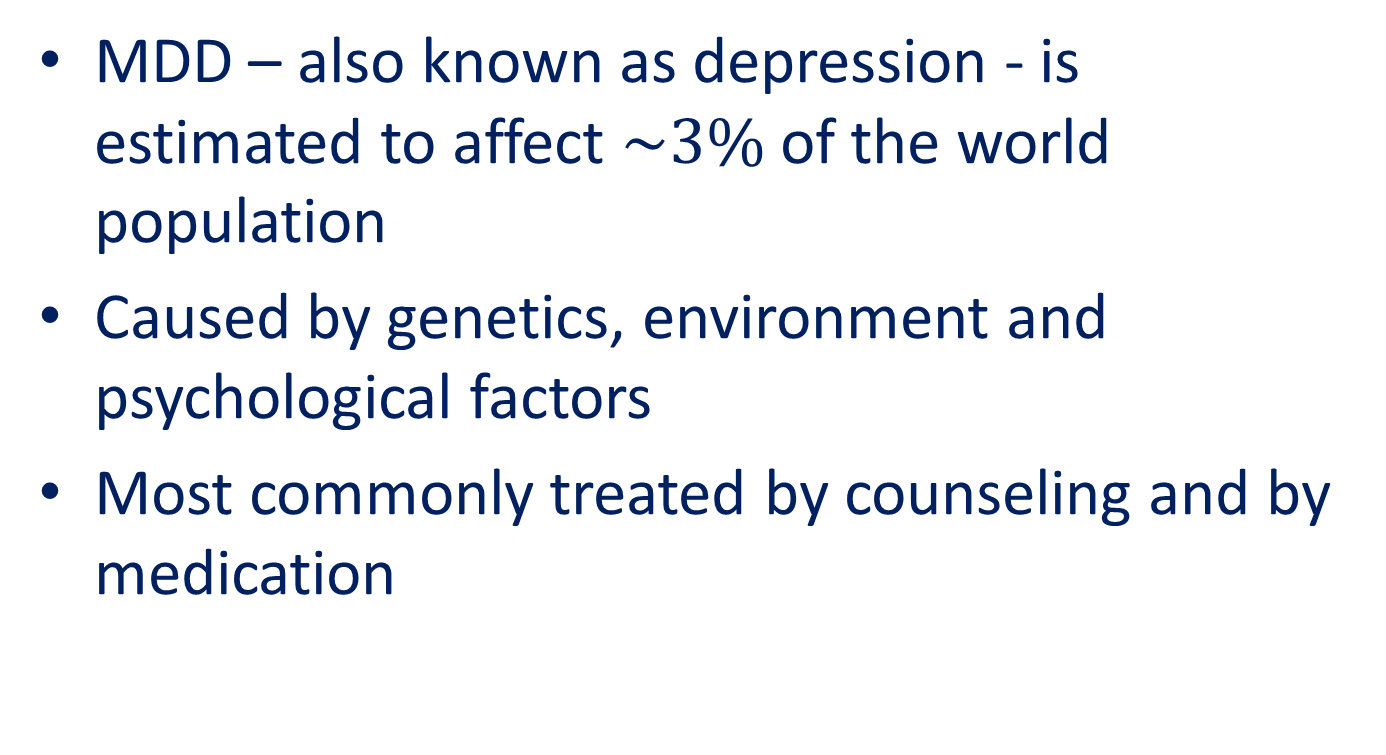 • MDD – also known as depression - is
estimated to affect ~3% of the world
population
• Caused by genetics, environment and
psychological factors
• Most commonly treated by counseling and by
medication